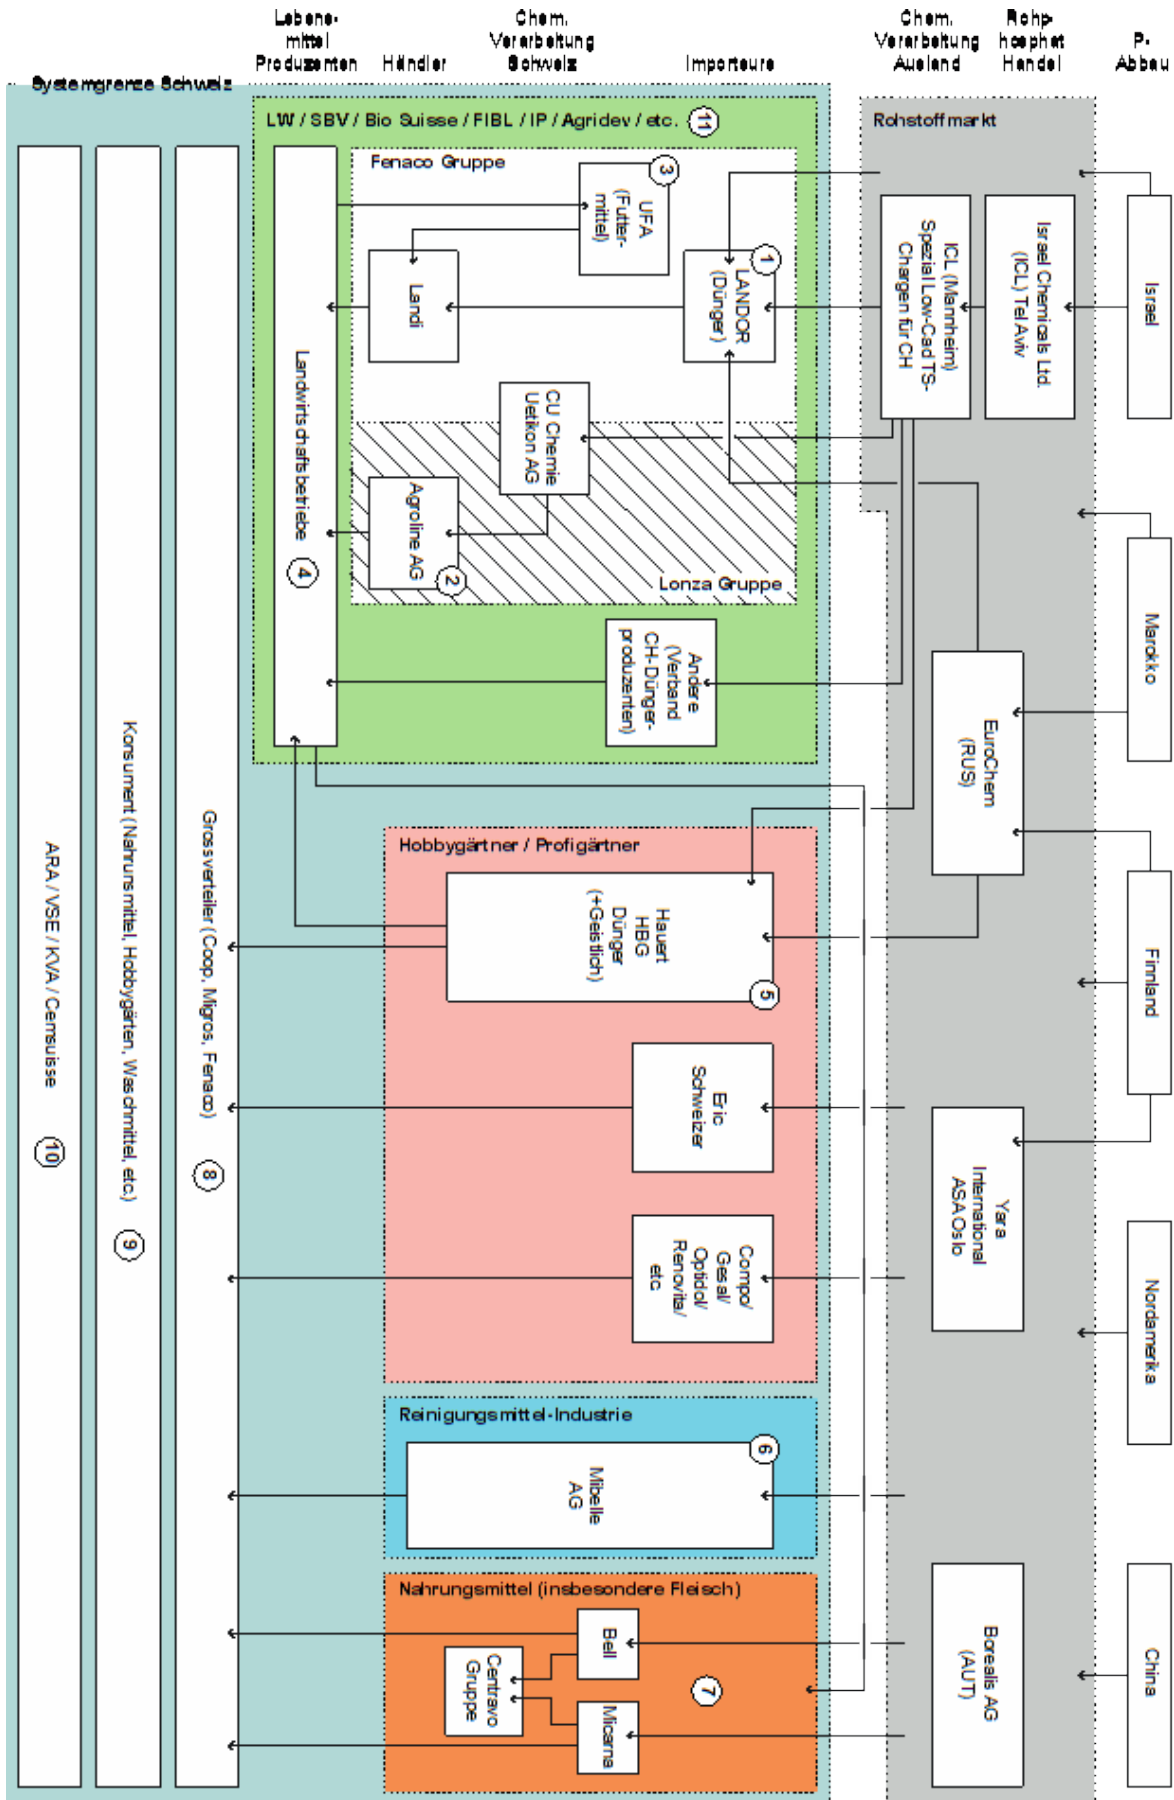 Lebens-
mittel
Produzenten
Händler
Chem.
Verarbeitung
Schweiz
Importeure
Chem.
Verarbeitung
Ausland
Rohp-
hosphat
Handel
P-
Abbau
Systemgrenze Schweiz
LW / SBV / Bio Suisse / FIBL / IP / Agridev / etc.
11
Rohstoffmarkt
Fenaco Gruppe
3
UFA
(Futter-
mittel)
1
LANDOR
(Dünger)
Landi
ICL (Mannheim)
Spezial Low-Cad TS-
Chargen für CH
Israel Chemicals Ltd.
(ICL) Tel Aviv
Israel
CU Chemie
Uetikon AG
Agroline AG
2
Lonza Gruppe
Landwirtschaftsbetriebe
4
Andere
(Verband
CH-Dünger-
produzenten)
Marokko
EuroChem
(RUS)
Hobbygärtner / Profigärtner
Hauert
HBG
Dünger
(+Geistlich)
5
Finnland
Eric
Schweizer
Yara
International
ASA Oslo
Compo/
Gesal/
Optidol/
Renovita/
etc
Nordamerika
Reinigungsmittel-Industrie
6
Mibelle
AG
Nahrungsmittel (insbesondere Fleisch)
Bell
7
Centravo
Gruppe
Micarna
Borealis AG
(AUT)
China
Grossverteiler (Coop, Migros, Fenaco)
8
Konsument (Nahrunsmittel, Hobbygärten, Waschmittel, etc.)
9
ARA / VSE / KVA / Cemsuisse
10